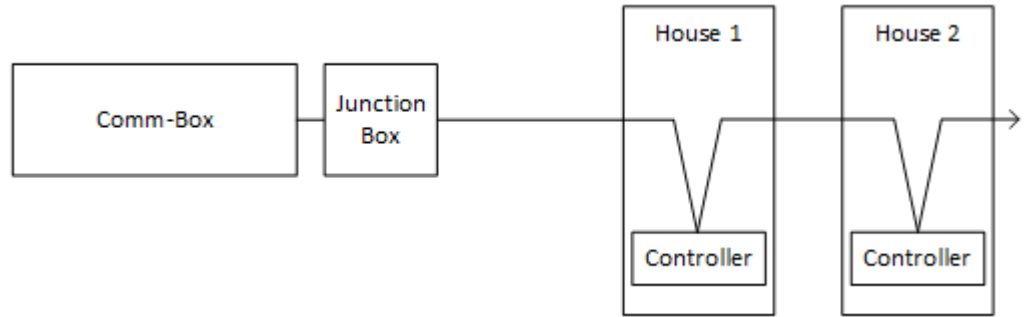 House 1
House 2
Comm-Box
Junction
Box
Controller
Controller